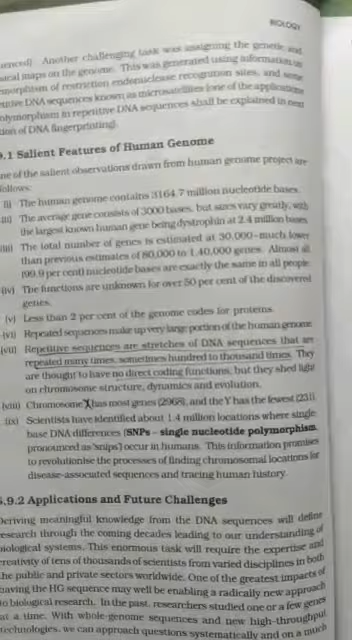 BIOLOGY
Another challenging task was assigning the genetic and
maps on the genome. This was generated using information on
of restriction endonuclease recognition sites, and some
DNA sequences known as microsatellites (one of the applications
in repetitive DNA sequences shall be explained in next
of DNA fingerprinting).
.1 Salient Features of Human Genome
of the salient observations drawn from human genome project are
follows:
(i) The human genome contains 3164.7 million nucleotide bases.
(ii) The average gene consists of 3000 bases, but sizes vary greatly, with
the largest known human gene being dystrophin at 2.4 million bases.
(iii) The total number of genes is estimated at 30,000–much lower
than previous estimates of 80,000 to 1,40,000 genes. Almost all
(99.9 per cent) nucleotide bases are exactly the same in all people.
(iv) The functions are unknown for over 50 per cent of the discovered
genes.
(v) Less than 2 per cent of the genome codes for proteins.
(vi) Repeated sequences make up very large portion of the human genome
(vii) Repetitive sequences are stretches of DNA sequences that are
repeated many times, sometimes hundred to thousand times. They
are thought to have no direct coding functions, but they shed light
on chromosome structure, dynamics and evolution.
(viii) Chromosome X has most genes (2968), and the Y has the fewest (231).
(ix) Scientists have identified about 1.4 million locations where single
base DNA differences (SNPs – single nucleotide polymorphism,
pronounced as 'snips') occur in humans. This information promises
to revolutionise the processes of finding chromosomal locations for
disease-associated sequences and tracing human history.
.9.2 Applications and Future Challenges
Deriving meaningful knowledge from the DNA sequences will define
research through the coming decades leading to our understanding of
biological systems. This enormous task will require the expertise and
creativity of tens of thousands of scientists from varied disciplines in both
the public and private sectors worldwide. One of the greatest impacts of
having the HG sequence may well be enabling a radically new approach
to biological research. In the past, researchers studied one or a few genes
at a time. With whole-genome sequences and new high-throughput
technologies, we can approach questions systematically and on a much